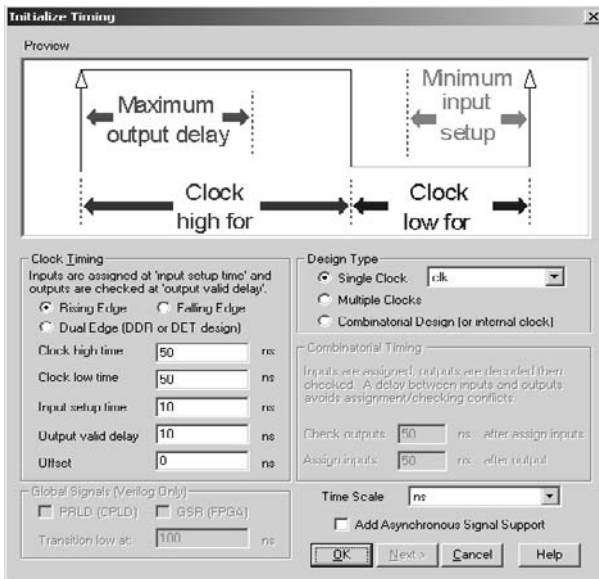 Initialize Timing
Preview
Maximum
output delay
Minimum
input
setup
Clock
high for
Clock
low for
Clock Timing
Inputs are assigned at 'input setup time' and
outputs are checked at 'output valid delay'.
Rising Edge
Falling Edge
Dual Edge (DDR or DET design)
Clock high time 50 ns
Clock low time 50 ns
Input setup time 10 ns
Output valid delay 10 ns
Offset 0 ns
Global Signals (Verilog Only)
PRLD (CPLD)
GSR (FPGA)
Transition low at: 100 ns
Design Type
Single Clock clk
Multiple Clocks
Combinatorial Design (or internal clock)
Combinatorial Timing
Inputs are assigned, outputs are decoded then
checked. A delay between inputs and outputs
avoids assignment/checking conflicts.
Check outputs 50 ns after assign inputs
Assign inputs 50 ns after output
Time Scale ns
Add Asynchronous Signal Support
OK
Next >
Cancel
Help